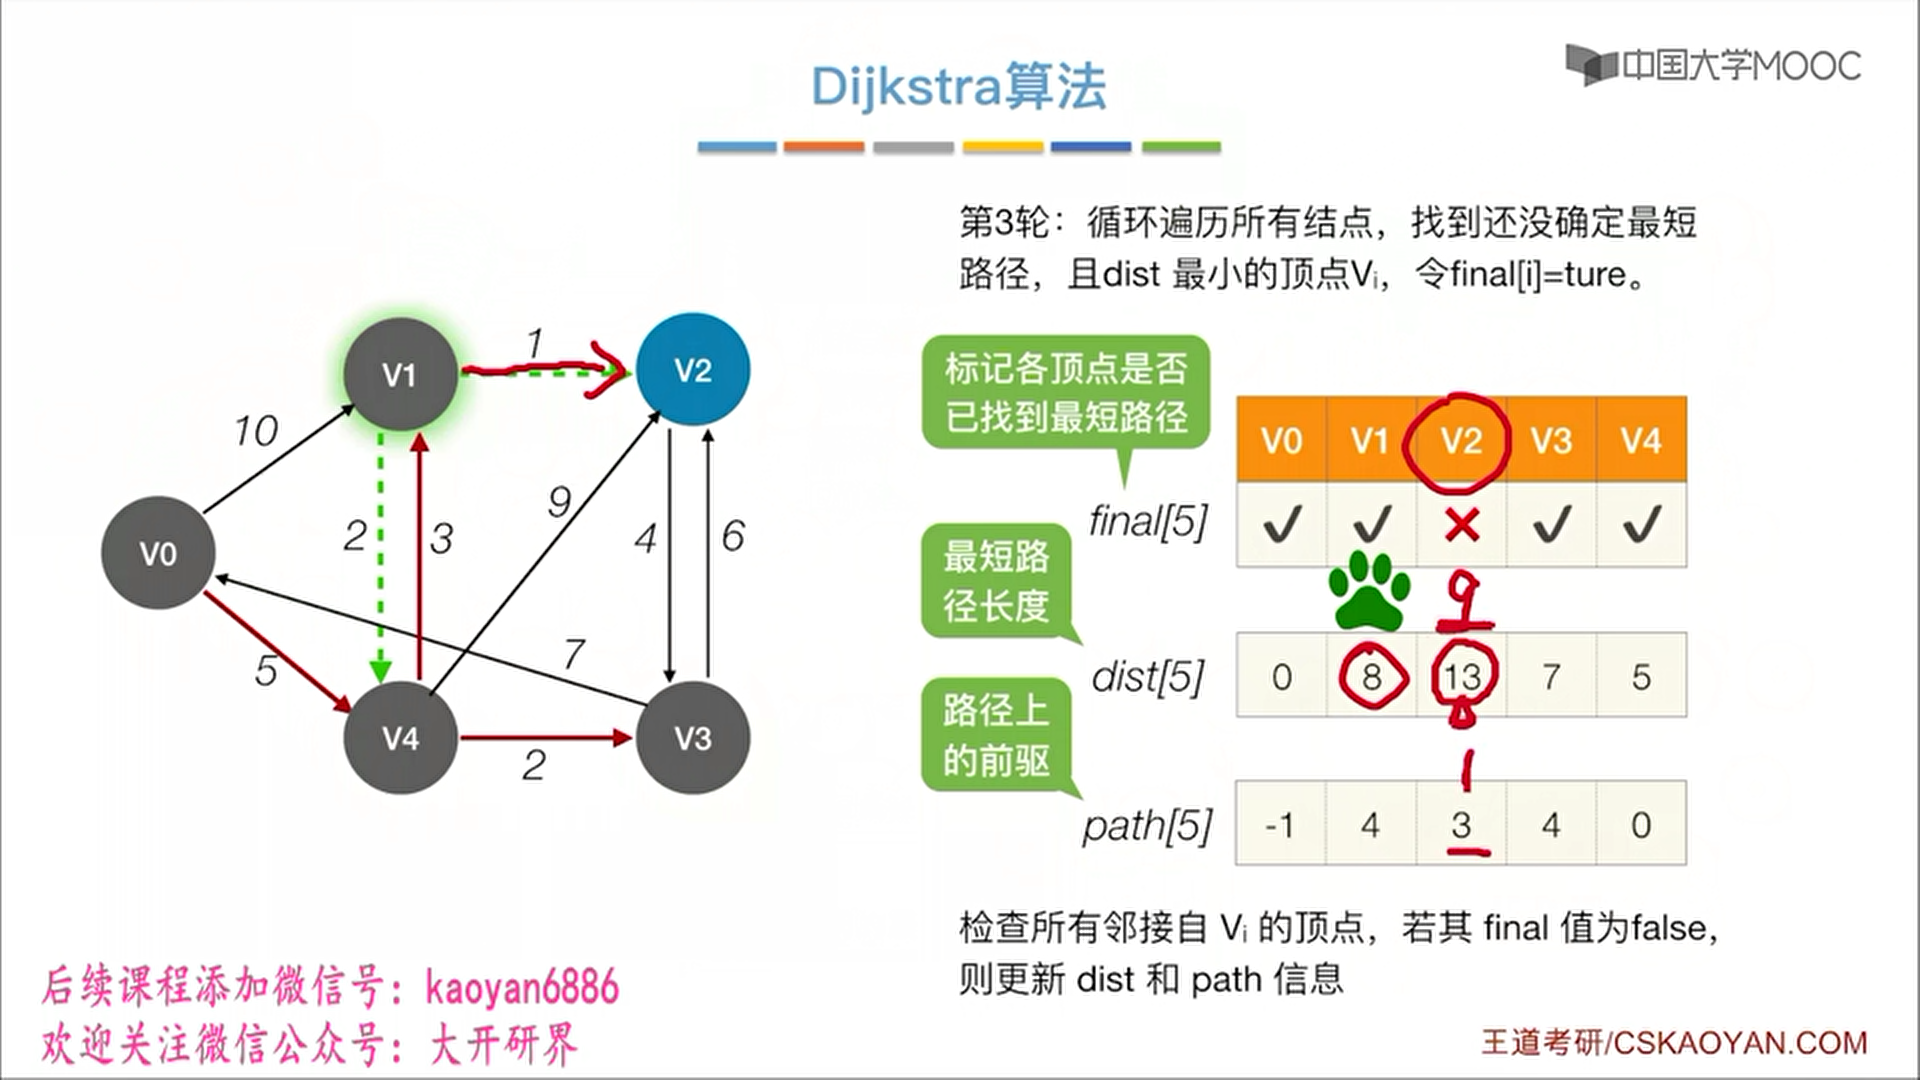 中国大学MOOC
Dijkstra算法
第3轮：循环遍历所有结点，找到还没确定最短
路径，且dist 最小的顶点Vi，令final[i]=ture。
标记各顶点是否
已找到最短路径
V0 V1 V2 V3 V4
final[5] ✓ ✓ × ✓ ✓
最短路
径长度
9
dist[5] 0 8 13 7 5
路径上
的前驱
1
path[5] -1 4 3 4 0
检查所有邻接自 Vi 的顶点，若其 final 值为false，
则更新 dist 和 path 信息
V1
1
V2
10
9
2
3
4
6
V0
7
5
V4
2
V3
后续课程添加微信号：kaoyan6886
欢迎关注微信公众号：大开研界
王道考研/CSKAOYAN.COM